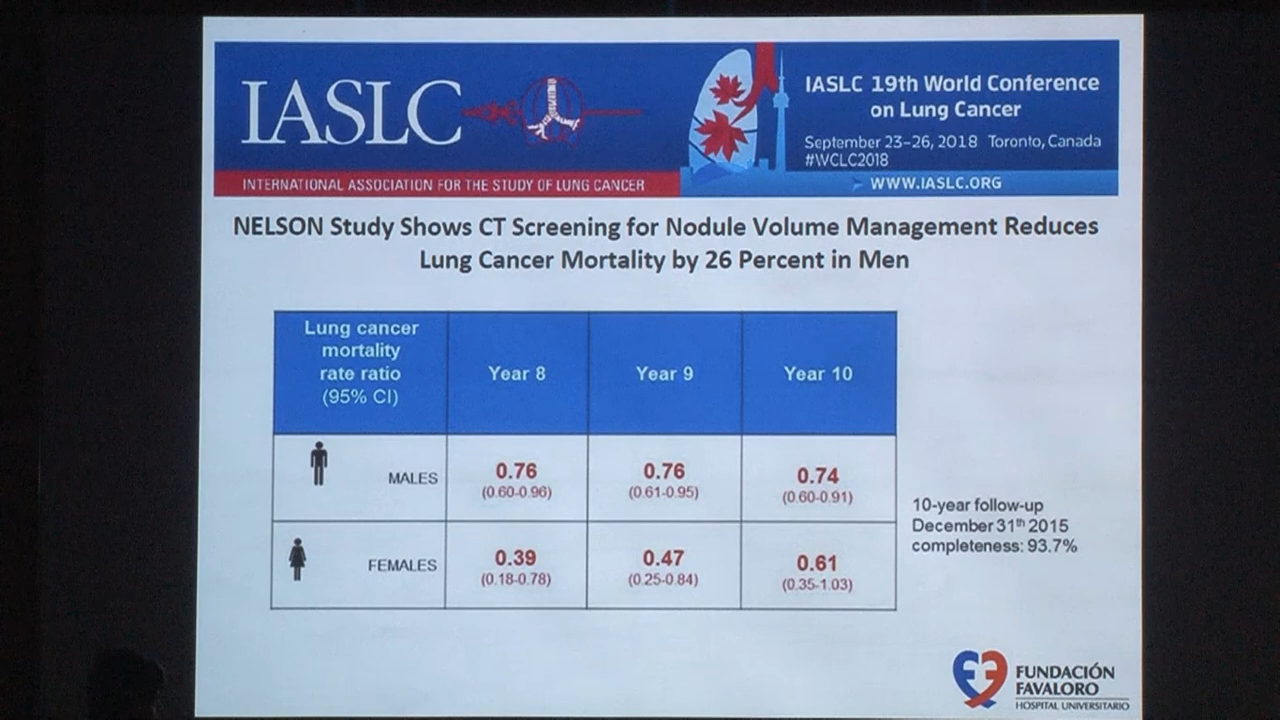 IASLC
INTERNATIONAL ASSOCIATION FOR THE STUDY OF LUNG CANCER
IASLC 19th World Conference
on Lung Cancer
September 23–26, 2018 Toronto, Canada
#WCLC2018
WWW.IASLC.ORG
NELSON Study Shows CT Screening for Nodule Volume Management Reduces
Lung Cancer Mortality by 26 Percent in Men
Lung cancer
mortality
rate ratio
(95% CI)
Year 8
Year 9
Year 10
MALES
0.76
(0.60-0.96)
0.76
(0.61-0.95)
0.74
(0.60-0.91)
FEMALES
0.39
(0.18-0.78)
0.47
(0.25-0.84)
0.61
(0.35-1.03)
10-year follow-up
December 31th 2015
completeness: 93.7%
FUNDACIÓN
FAVALORO
HOSPITAL UNIVERSITARIO